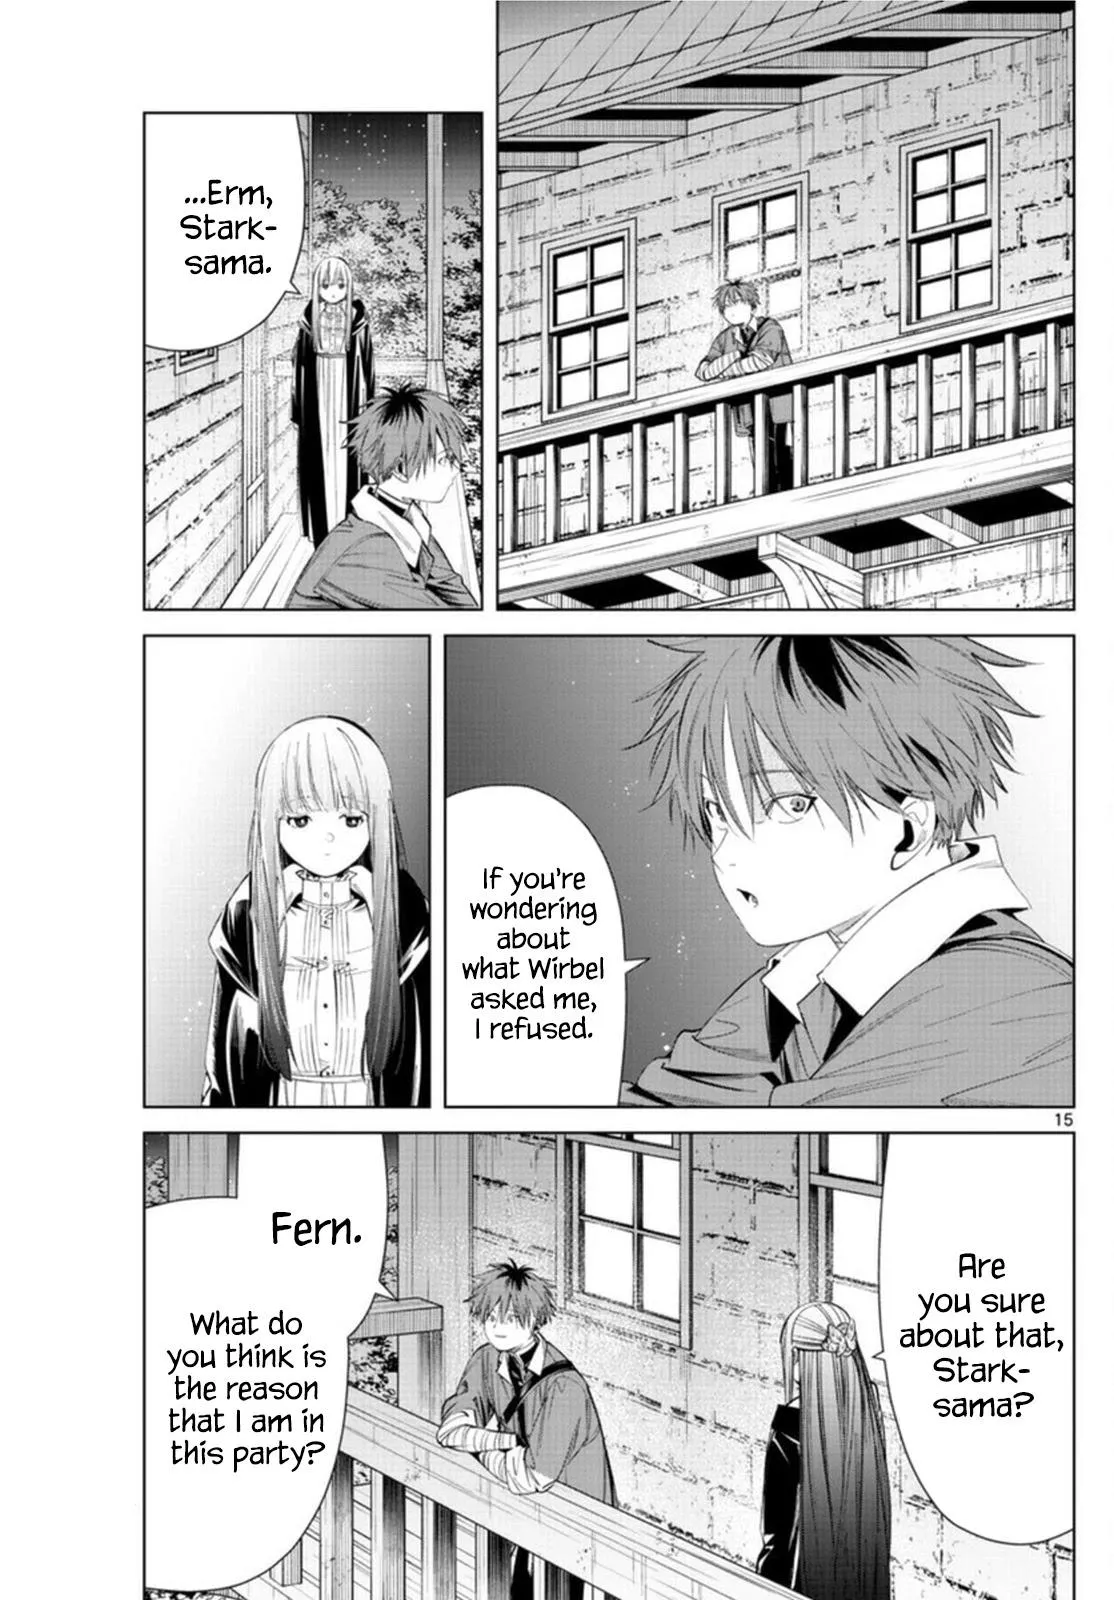 ...Erm,
Stark-
sama.
If you're
wondering
about
what Wirbel
asked me,
I refused.
15
Are
you sure
about that,
Stark-
sama?
Fern.
What do
you think is
the reason
that I am in
this party?